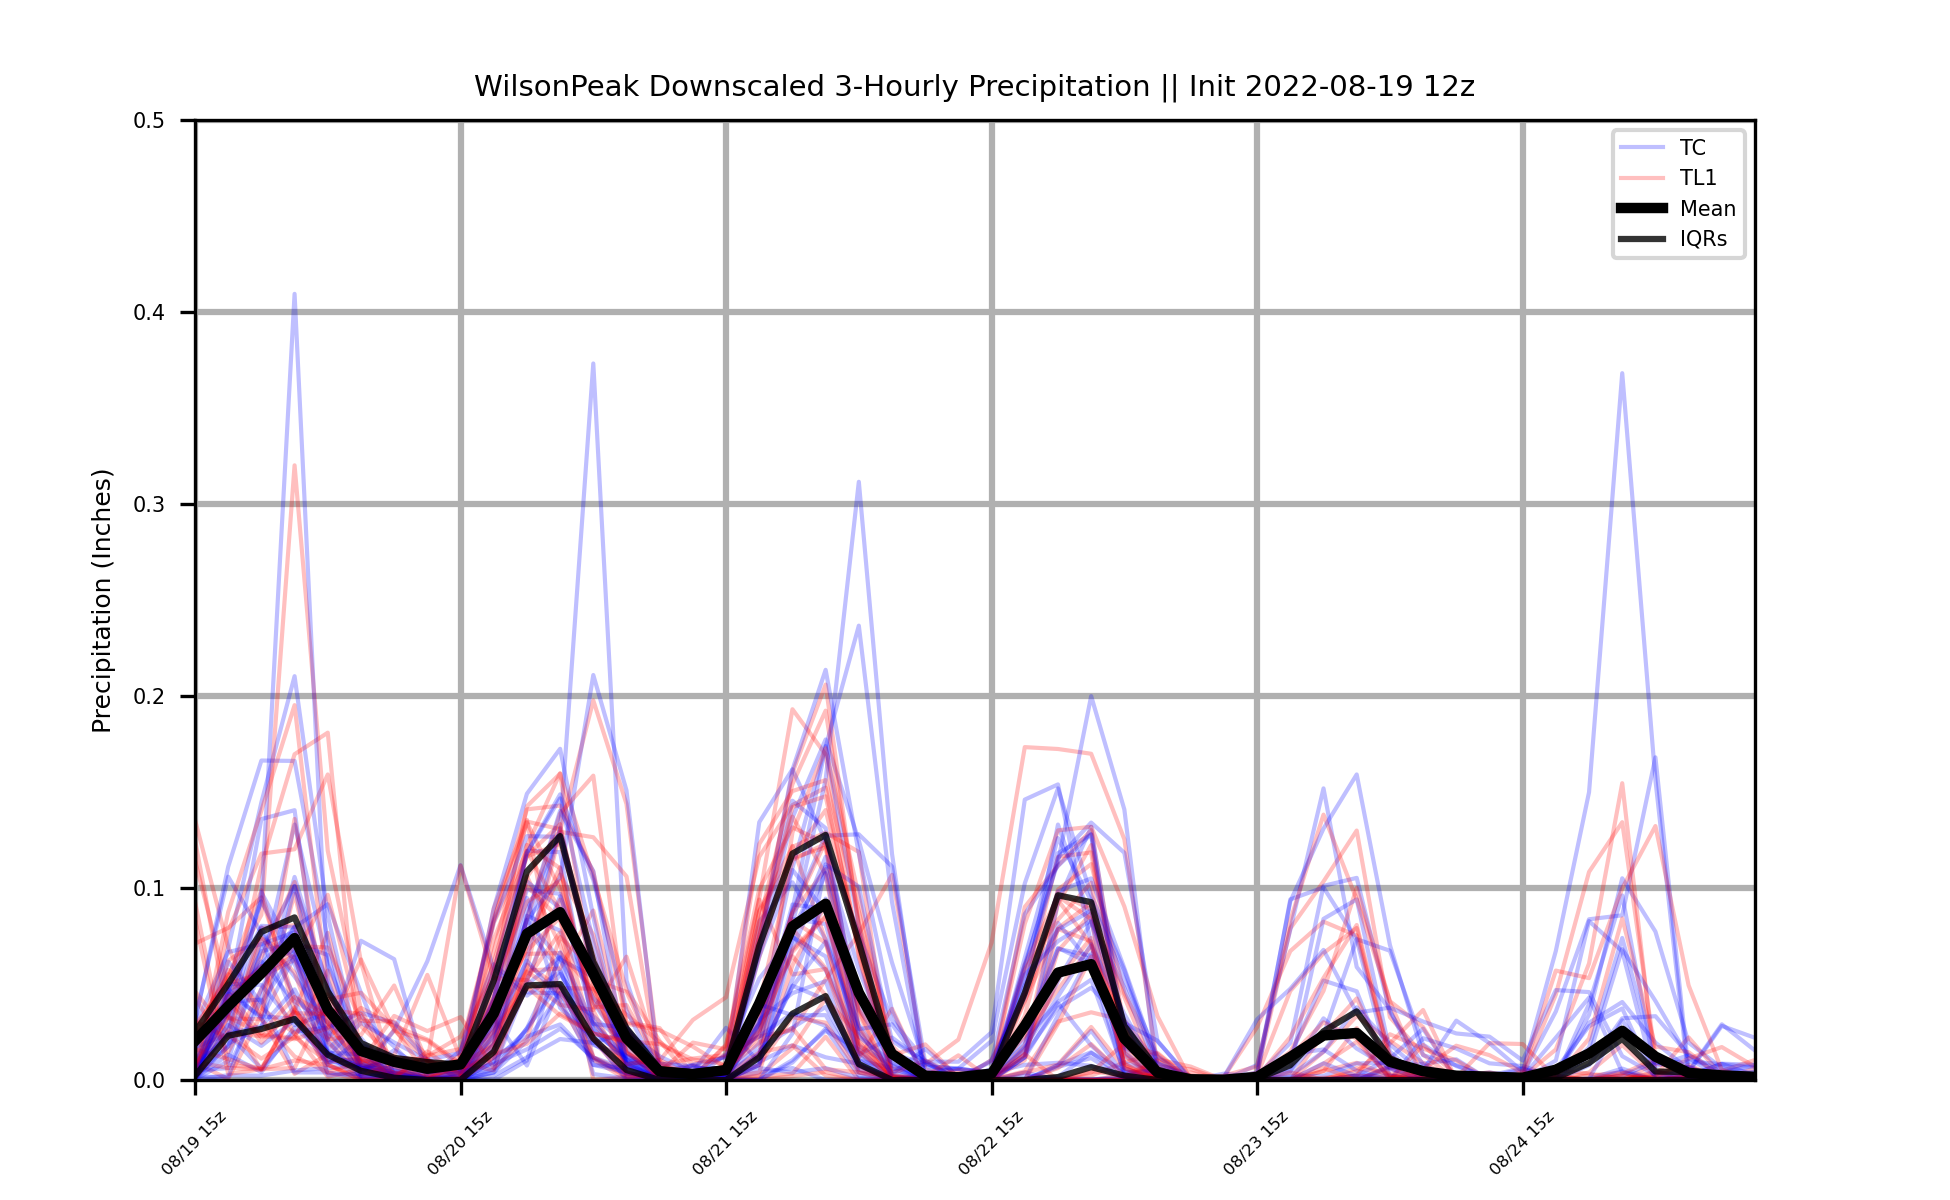 WilsonPeak Downscaled 3-Hourly Precipitation || Init 2022-08-19 12z
Precipitation (Inches)
0.5
0.4
0.3
0.2
0.1
0.0
TC
TL1
Mean
IQRs
08/19 15z
08/20 15z
08/21 15z
08/22 15z
08/23 15z
08/24 15z